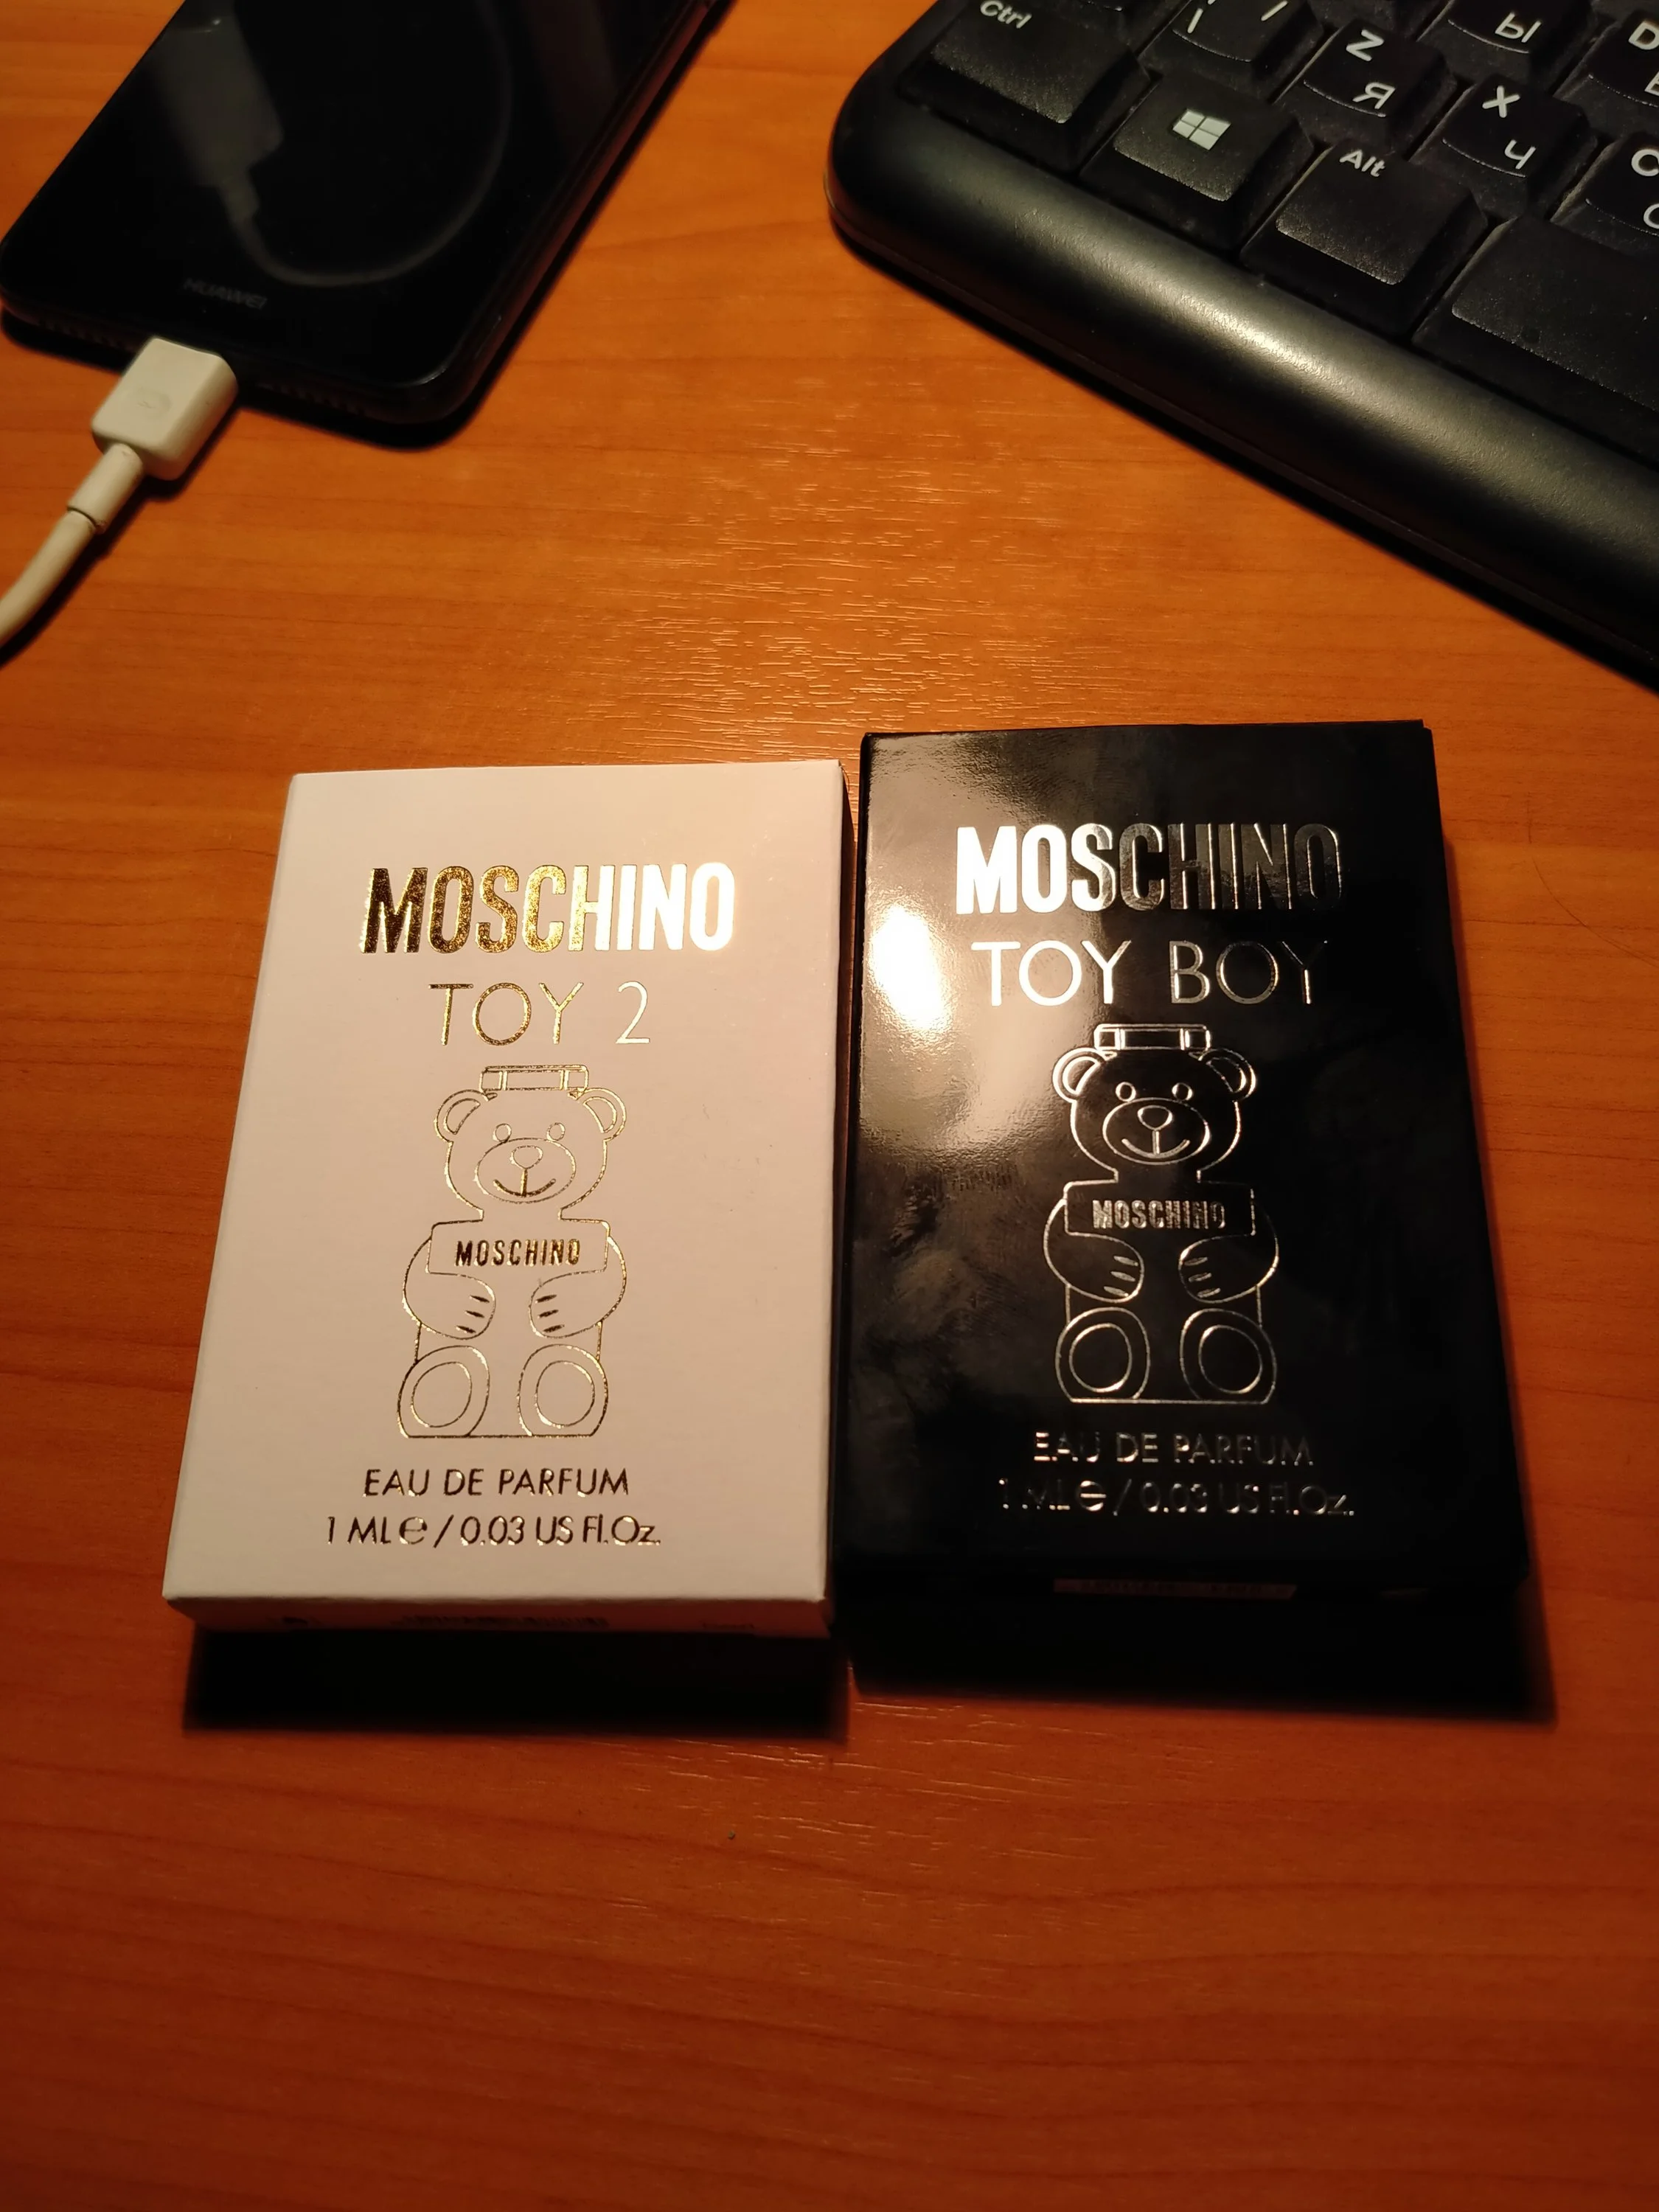 HUAWEI
Ctrl
Z
Я
Ы
D
X
Ч
Alt
C
MOSCHINO
TOY 2
MOSCHINO
EAU DE PARFUM
1 ML e / 0.03 US Fl.Oz.
MOSCHINO
TOY BOY
MOSCHINO
EAU DE PARFUM
1 ML e / 0.03 US Fl.Oz.